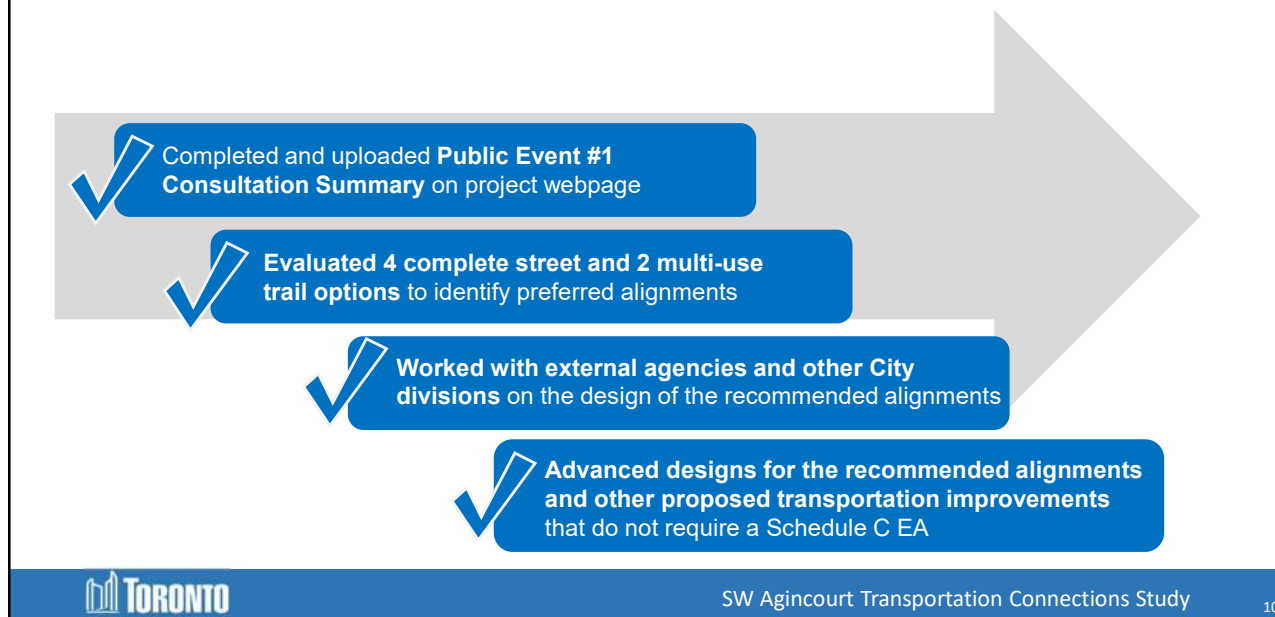 Completed and uploaded Public Event #1
Consultation Summary on project webpage
Evaluated 4 complete street and 2 multi-use
trail options to identify preferred alignments
Worked with external agencies and other City
divisions on the design of the recommended alignments
Advanced designs for the recommended alignments
and other proposed transportation improvements
that do not require a Schedule C EA
TORONTO
SW Agincourt Transportation Connections Study
10